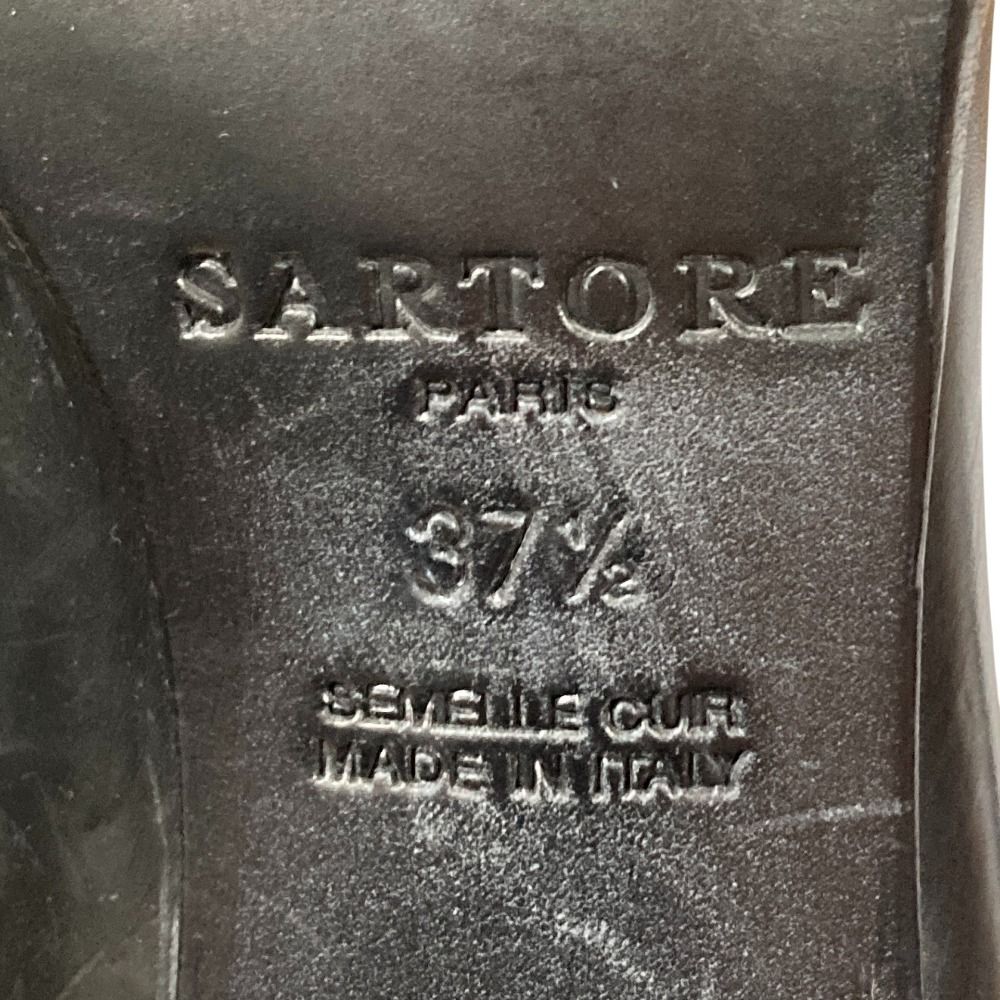 SARTORE
PARIS
37½
SEMELLE CUIR
MADE IN ITALY